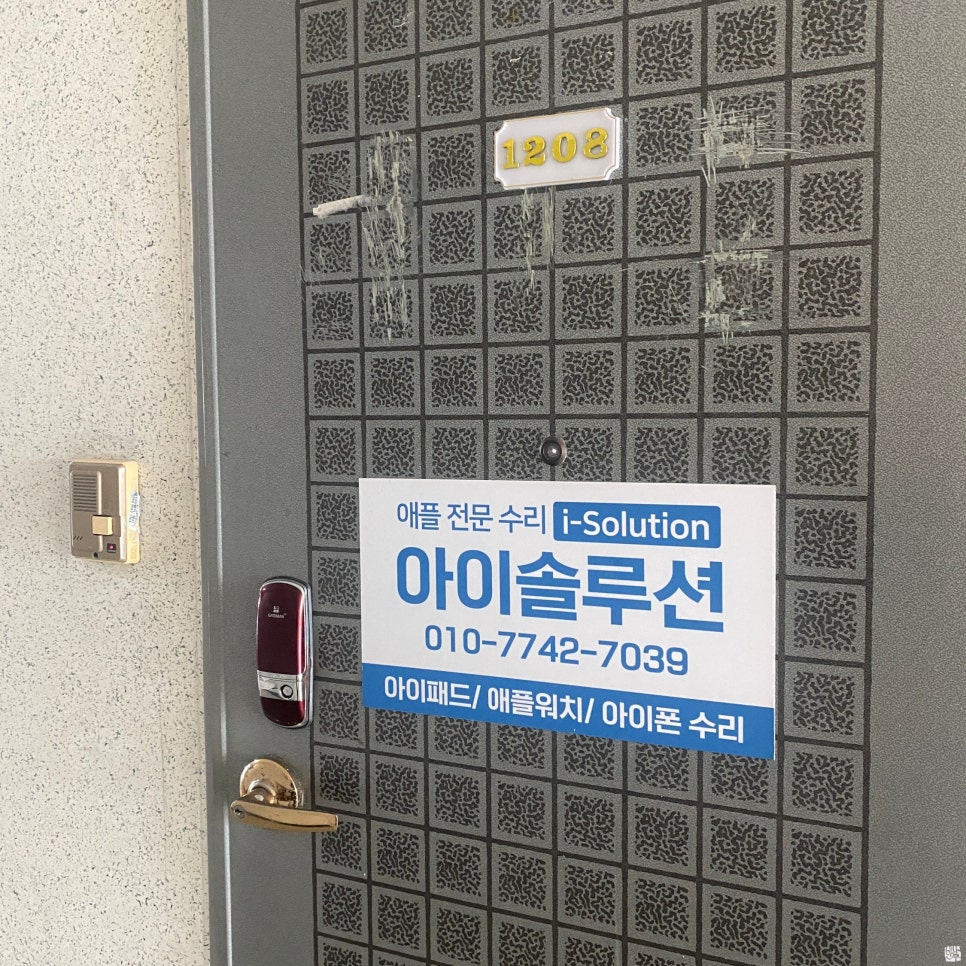 1208
애플 전문 수리 i-Solution
아이솔루션
010-7742-7039
아이패드/ 애플워치/ 아이폰 수리